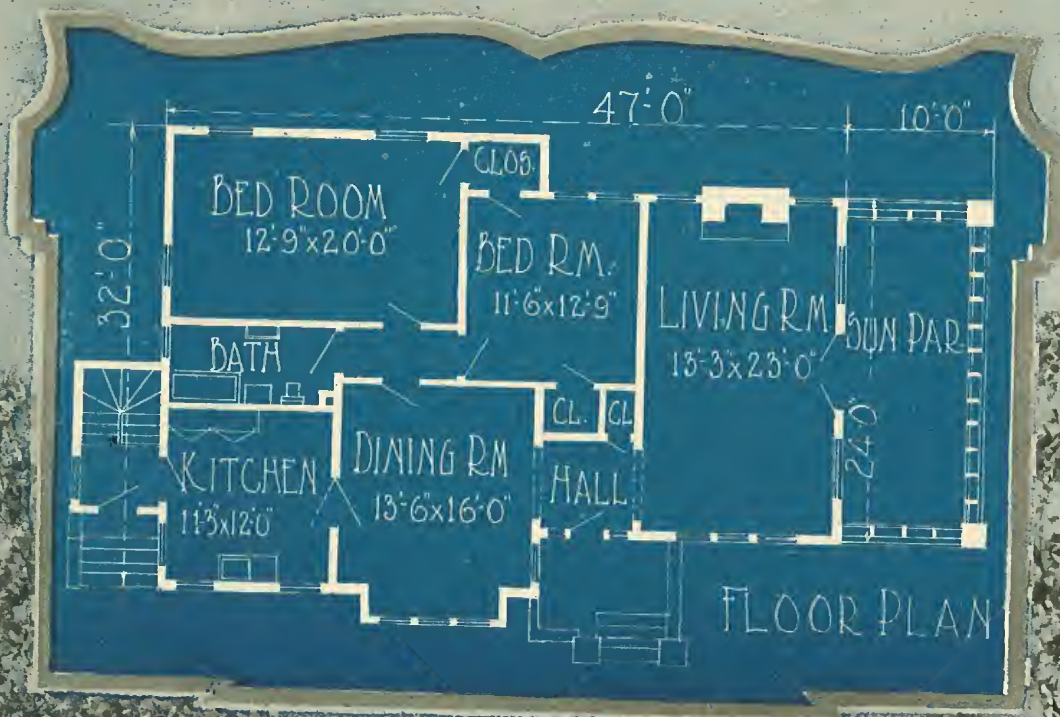 47'-0"
10'-0"
CLOS.
BED ROOM
12'-9"x20'-0"
32'-0"
BED RM.
11'-6"x12'-9"
LIVING RM
13'-3"x23'-0"
SUN PAR.
BATH
CL.
CL
24'-0"
KITCHEN
11'-3"x12'-0"
DINING RM
13'-6"x16'-0"
HALL
FLOOR PLAN